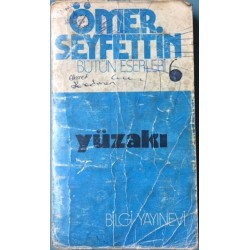 ÖMER
SEYFETTİN
BÜTÜN ESERLERİ 6
yüzakı
BİLGİ YAYINEVİ